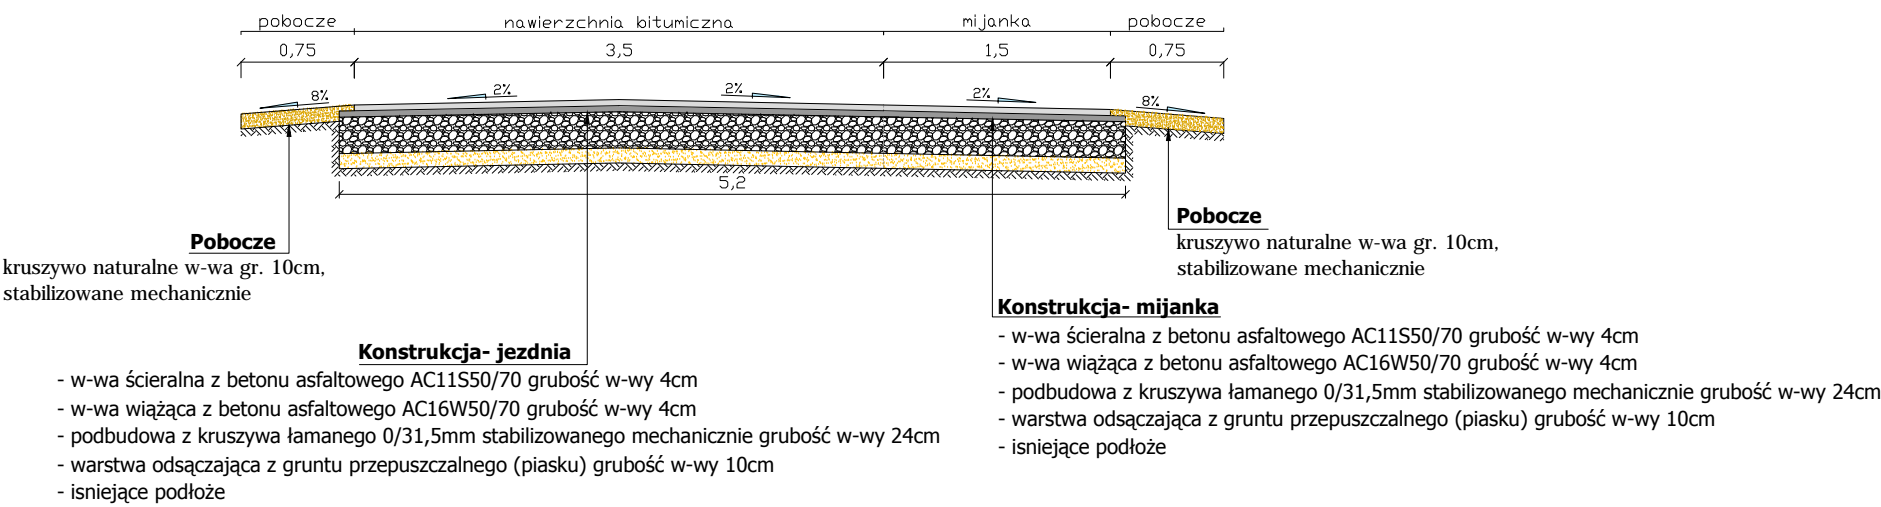 pobocze nawierzchnia bitumiczna mijanka pobocze
0,75 3,5 1,5 0,75
8% 2% 2% 2% 8%
5,2
Pobocze
kruszywo naturalne w-wa gr. 10cm,
stabilizowane mechanicznie
Pobocze
kruszywo naturalne w-wa gr. 10cm,
stabilizowane mechanicznie
Konstrukcja- jezdnia
- w-wa ścieralna z betonu asfaltowego AC11S50/70 grubość w-wy 4cm
- w-wa wiążąca z betonu asfaltowego AC16W50/70 grubość w-wy 4cm
- podbudowa z kruszywa łamanego 0/31,5mm stabilizowanego mechanicznie grubość w-wy 24cm
- warstwa odsączająca z gruntu przepuszczalnego (piasku) grubość w-wy 10cm
- isniejące podłoże
Konstrukcja- mijanka
- w-wa ścieralna z betonu asfaltowego AC11S50/70 grubość w-wy 4cm
- w-wa wiążąca z betonu asfaltowego AC16W50/70 grubość w-wy 4cm
- podbudowa z kruszywa łamanego 0/31,5mm stabilizowanego mechanicznie grubość w-wy 24cm
- warstwa odsączająca z gruntu przepuszczalnego (piasku) grubość w-wy 10cm
- isniejące podłoże